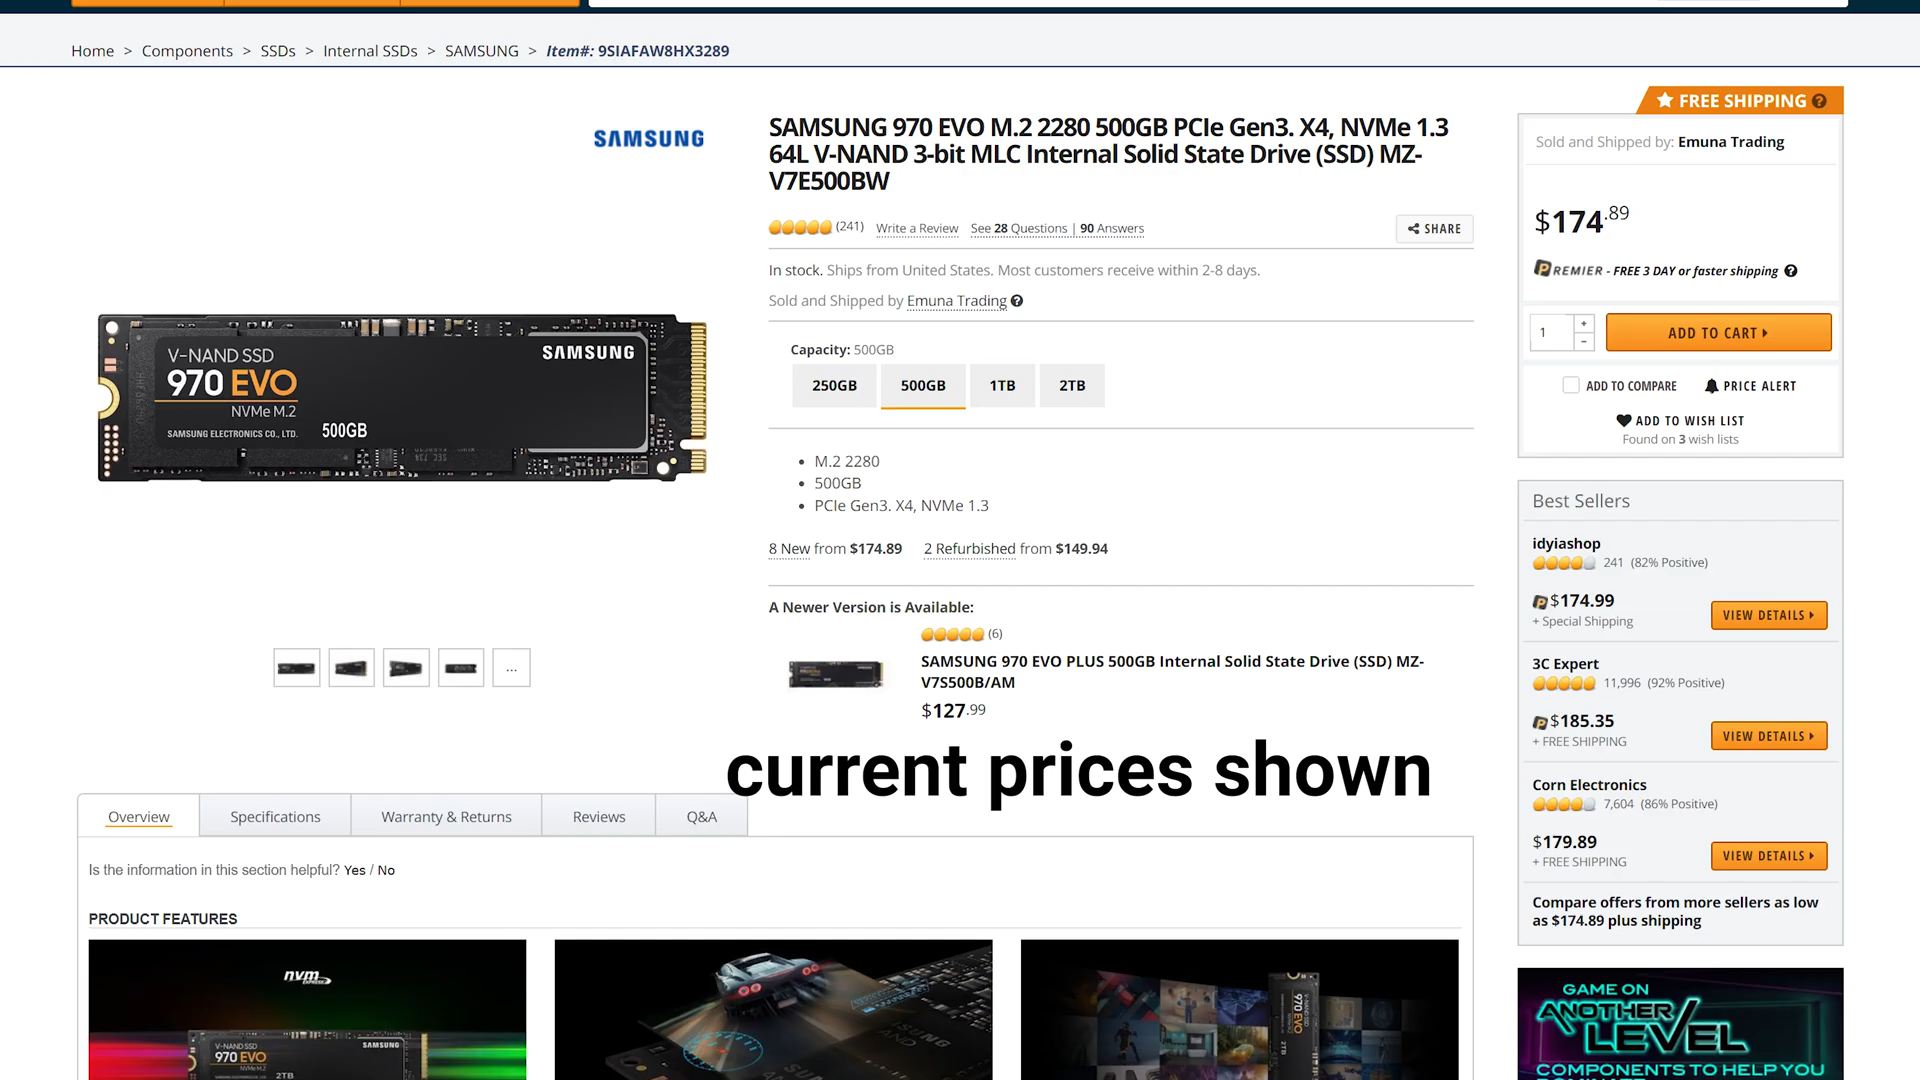 Home > Components > SSDs > Internal SSDs > SAMSUNG > Item#: 9SIAFAW8HX3289
SAMSUNG
V-NAND SSD
970 EVO
NVMe M.2
SAMSUNG ELECTRONICS CO., LTD.
500GB
SAMSUNG
...
SAMSUNG 970 EVO M.2 2280 500GB PCIe Gen3. X4, NVMe 1.3
64L V-NAND 3-bit MLC Internal Solid State Drive (SSD) MZ-
V7E500BW
(241) Write a Review See 28 Questions | 90 Answers
SHARE
In stock. Ships from United States. Most customers receive within 2-8 days.
Sold and Shipped by Emuna Trading ?
Capacity: 500GB
250GB 500GB 1TB 2TB
• M.2 2280
• 500GB
• PCIe Gen3. X4, NVMe 1.3
8 New from $174.89 2 Refurbished from $149.94
A Newer Version is Available:
(6)
SAMSUNG 970 EVO PLUS 500GB Internal Solid State Drive (SSD) MZ-
V7S500B/AM
$127.99
current prices shown
FREE SHIPPING ?
Sold and Shipped by: Emuna Trading
$174.89
PREMIER - FREE 3 DAY or faster shipping ?
1 + -
ADD TO CART
ADD TO COMPARE PRICE ALERT
ADD TO WISH LIST
Found on 3 wish lists
Best Sellers
idyiashop
241 (82% Positive)
$174.99
+ Special Shipping
VIEW DETAILS
3C Expert
11,996 (92% Positive)
$185.35
+ FREE SHIPPING
VIEW DETAILS
Corn Electronics
7,604 (86% Positive)
$179.89
+ FREE SHIPPING
VIEW DETAILS
Compare offers from more sellers as low
as $174.89 plus shipping
Overview Specifications Warranty & Returns Reviews Q&A
Is the information in this section helpful? Yes / No
PRODUCT FEATURES
nvm
EXPRESS
V-NAND SSD
970 EVO
NVMe M.2
2TB
SAMSUNG
970 EVO
2TB
GAME ON
ANOTHER
LEVEL
COMPONENTS TO HELP YOU